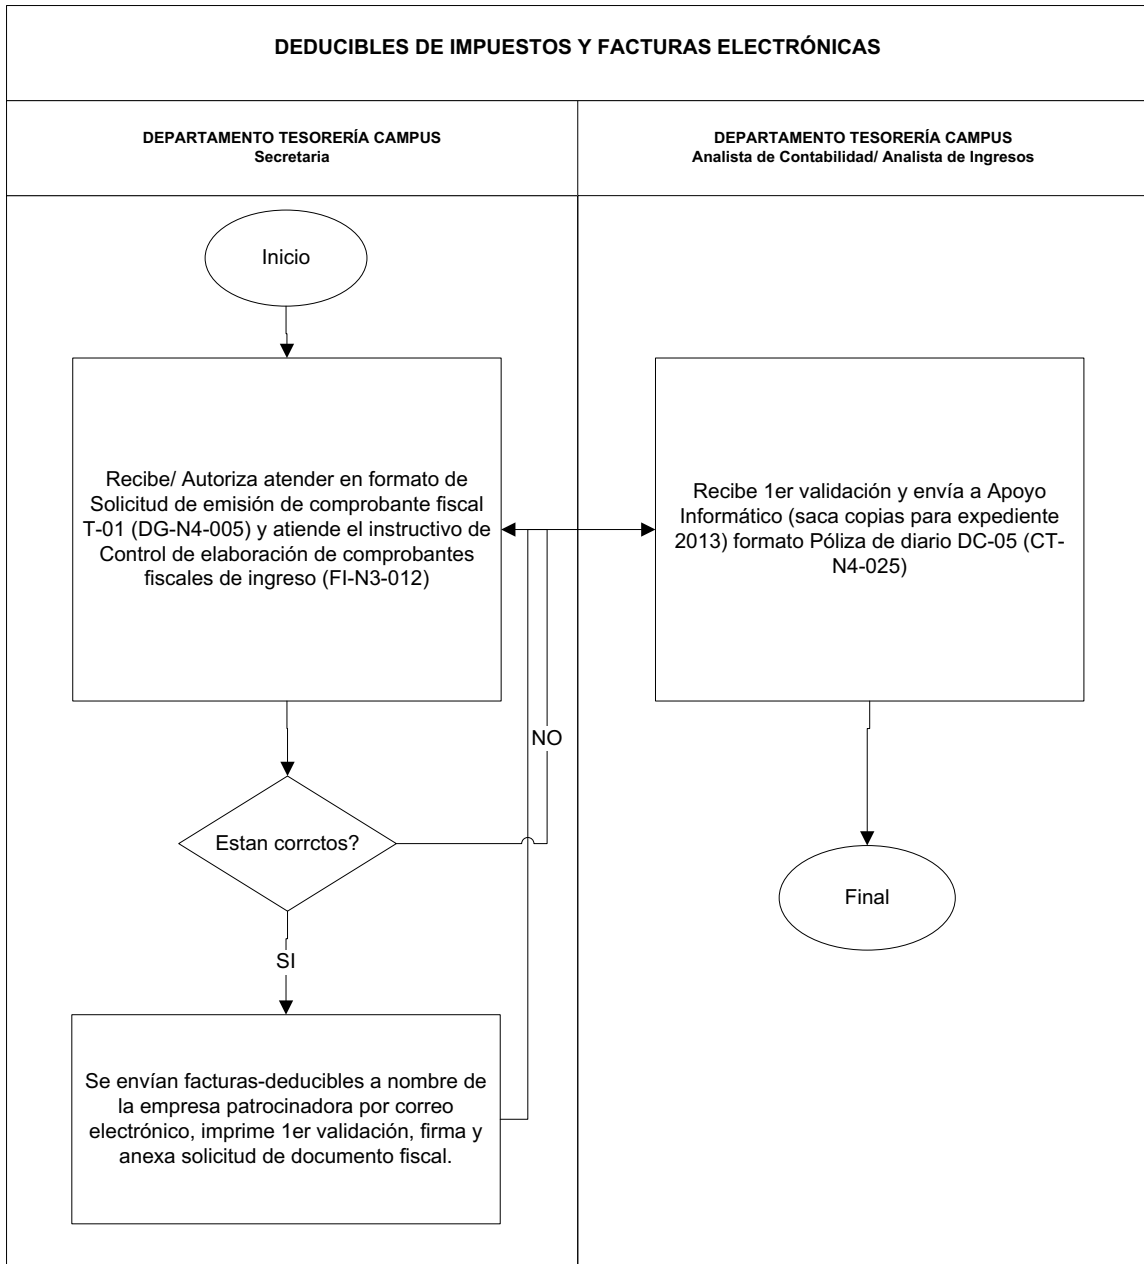 DEDUCIBLES DE IMPUESTOS Y FACTURAS ELECTRÓNICAS
DEPARTAMENTO TESORERÍA CAMPUS
Secretaria
DEPARTAMENTO TESORERÍA CAMPUS
Analista de Contabilidad/ Analista de Ingresos
Inicio
Recibe/ Autoriza atender en formato de
Solicitud de emisión de comprobante fiscal
T-01 (DG-N4-005) y atiende el instructivo de
Control de elaboración de comprobantes
fiscales de ingreso (FI-N3-012)
Recibe 1er validación y envía a Apoyo
Informático (saca copias para expediente
2013) formato Póliza de diario DC-05 (CT-
N4-025)
NO
Estan corrctos?
Final
SI
Se envían facturas-deducibles a nombre de
la empresa patrocinadora por correo
electrónico, imprime 1er validación, firma y
anexa solicitud de documento fiscal.